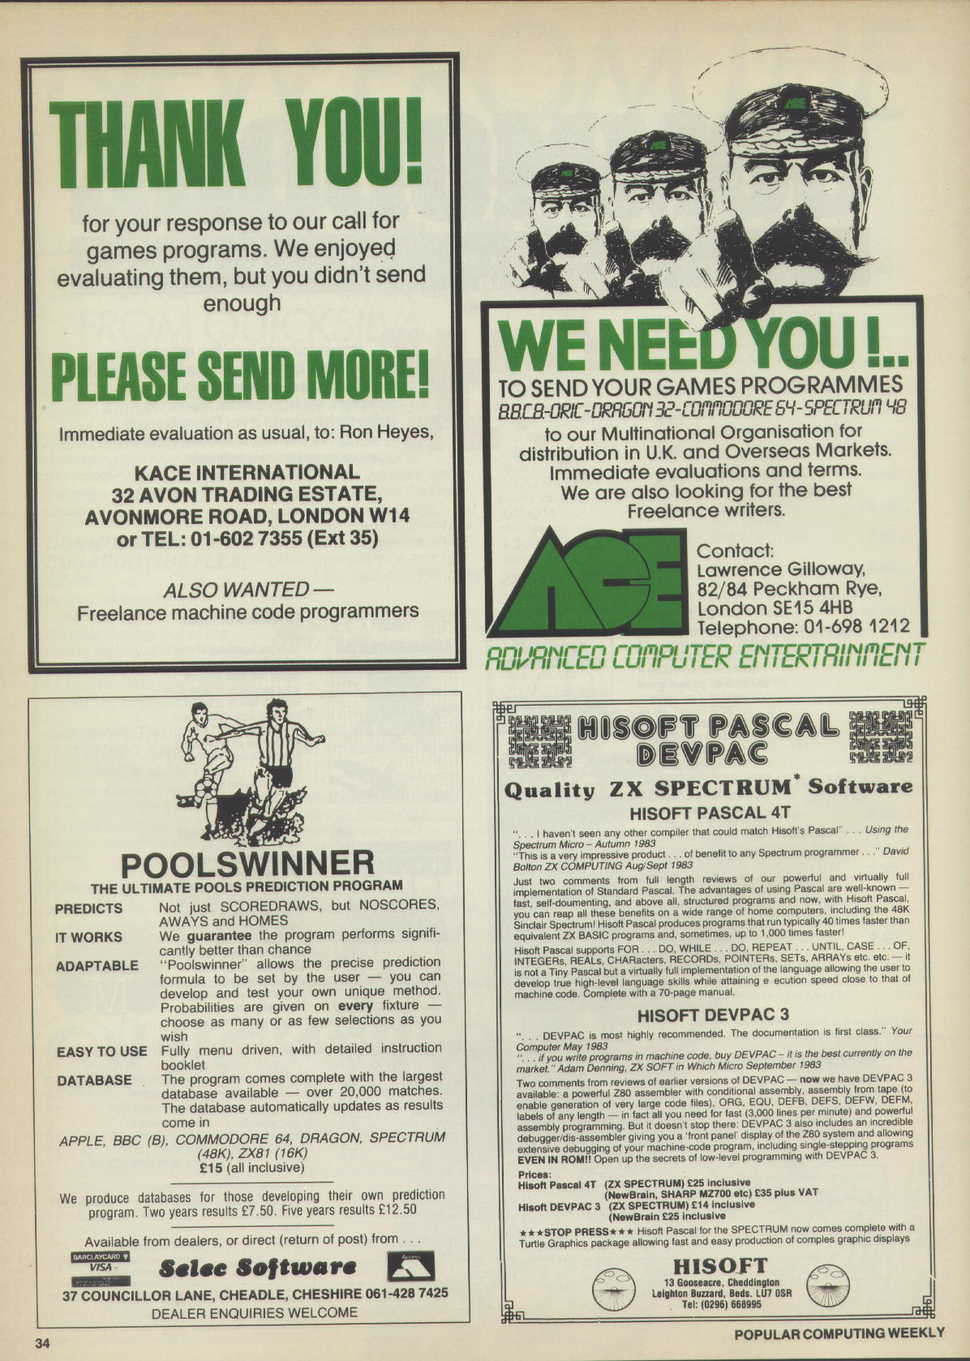 THANK YOU!
for your response to our call for
games programs. We enjoyed
evaluating them, but you didn't send
enough
PLEASE SEND MORE!
Immediate evaluation as usual, to: Ron Heyes,
KACE INTERNATIONAL
32 AVON TRADING ESTATE,
AVONMORE ROAD, LONDON W14
or TEL: 01-602 7355 (Ext 35)
ALSO WANTED —
Freelance machine code programmers
ACE
ACE
ACE
WE NEED YOU!..
TO SEND YOUR GAMES PROGRAMMES
B.B.C.B.-ORIC-DRAGON 32-COMMODORE 64-SPECTRUM 48
to our Multinational Organisation for
distribution in U.K. and Overseas Markets.
Immediate evaluations and terms.
We are also looking for the best
Freelance writers.
ACE
Contact:
Lawrence Gilloway,
82/84 Peckham Rye,
London SE15 4HB
Telephone: 01-698 1212
ADVANCED COMPUTER ENTERTAINMENT
POOLSWINNER
THE ULTIMATE POOLS PREDICTION PROGRAM
PREDICTS Not just SCOREDRAWS, but NOSCORES,
AWAYS and HOMES
IT WORKS We guarantee the program performs signifi-
cantly better than chance
ADAPTABLE "Poolswinner" allows the precise prediction
formula to be set by the user — you can
develop and test your own unique method.
Probabilities are given on every fixture —
choose as many or as few selections as you
wish
EASY TO USE Fully menu driven, with detailed instruction
booklet
DATABASE The program comes complete with the largest
database available — over 20,000 matches.
The database automatically updates as results
come in
APPLE, BBC (B), COMMODORE 64, DRAGON, SPECTRUM
(48K), ZX81 (16K)
£15 (all inclusive)
We produce databases for those developing their own prediction
program. Two years results £7.50. Five years results £12.50
Available from dealers, or direct (return of post) from . . .
BARCLAYCARD
VISA
Selec Software
Access
37 COUNCILLOR LANE, CHEADLE, CHESHIRE 061-428 7425
DEALER ENQUIRIES WELCOME
HISOFT PASCAL
DEVPAC
Quality ZX SPECTRUM* Software
HISOFT PASCAL 4T
". . . I haven't seen any other compiler that could match Hisoft's Pascal" . . . Using the
Spectrum Micro – Autumn 1983
"This is a very impressive product . . . of benefit to any Spectrum programmer . . ." David
Bolton ZX COMPUTING Aug/Sept 1983
Just two comments from full length reviews of our powerful and virtually full
implementation of Standard Pascal. The advantages of using Pascal are well-known —
fast, self-doumenting, and above all, structured programs and now, with Hisoft Pascal,
you can reap all these benefits on a wide range of home computers, including the 48K
Sinclair Spectrum! Hisoft Pascal produces programs that run typically 40 times faster than
equivalent ZX BASIC programs and, sometimes, up to 1,000 times faster!
Hisoft Pascal supports FOR . . . DO, WHILE . . . DO, REPEAT . . . UNTIL, CASE . . . OF,
INTEGERs, REALs, CHARacters, RECORDs, POINTERs, SETs, ARRAYs etc. etc. — it
is not a Tiny Pascal but a virtually full implementation of the language allowing the user to
develop true high-level language skills while attaining e ecution speed close to that of
machine code. Complete with a 70-page manual.
HISOFT DEVPAC 3
". . . DEVPAC is most highly recommended. The documentation is first class." Your
Computer May 1983
". . . if you write programs in machine code, buy DEVPAC – it is the best currently on the
market." Adam Denning, ZX SOFT in Which Micro September 1983
Two comments from reviews of earlier versions of DEVPAC — now we have DEVPAC 3
available: a powerful Z80 assembler with conditional assembly, assembly from tape (to
enable generation of very large code files), ORG, EQU, DEFB, DEFS, DEFW, DEFM,
labels of any length — in fact all you need for fast (3,000 lines per minute) and powerful
assembly programming. But it doesn't stop there: DEVPAC 3 also includes an incredible
debugger/dis-assembler giving you a 'front panel' display of the Z80 system and allowing
extensive debugging of your machine-code program, including single-stepping programs
EVEN IN ROM!! Open up the secrets of low-level programming with DEVPAC 3.
Prices:
Hisoft Pascal 4T (ZX SPECTRUM) £25 inclusive
(NewBrain, SHARP MZ700 etc) £35 plus VAT
Hisoft DEVPAC 3 (ZX SPECTRUM) £14 inclusive
(NewBrain £25 inclusive
★★★STOP PRESS★★★ Hisoft Pascal for the SPECTRUM now comes complete with a
Turtle Graphics package allowing fast and easy production of comples graphic displays
HISOFT
13 Gooseacre, Cheddington
Leighton Buzzard, Beds. LU7 0SR
Tel: (0296) 668995
34
POPULAR COMPUTING WEEKLY